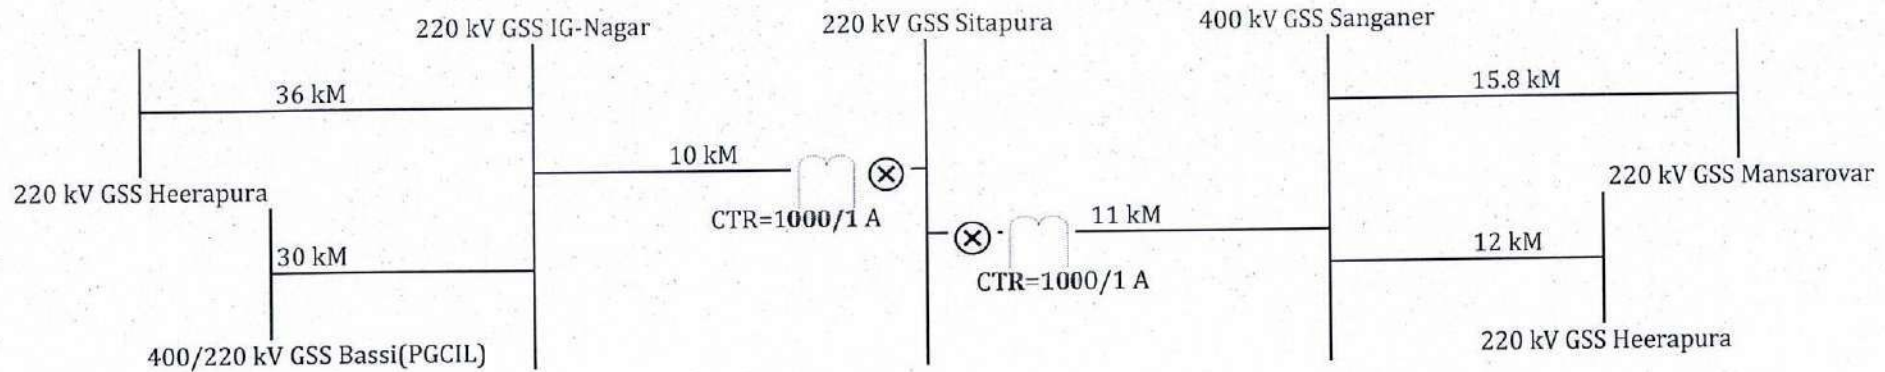 220 kV GSS IG-Nagar
220 kV GSS Sitapura
400 kV GSS Sanganer
36 kM
15.8 kM
10 kM
220 kV GSS Heerapura
220 kV GSS Mansarovar
CTR=1000/1 A
11 kM
30 kM
12 kM
CTR=1000/1 A
400/220 kV GSS Bassi(PGCIL)
220 kV GSS Heerapura